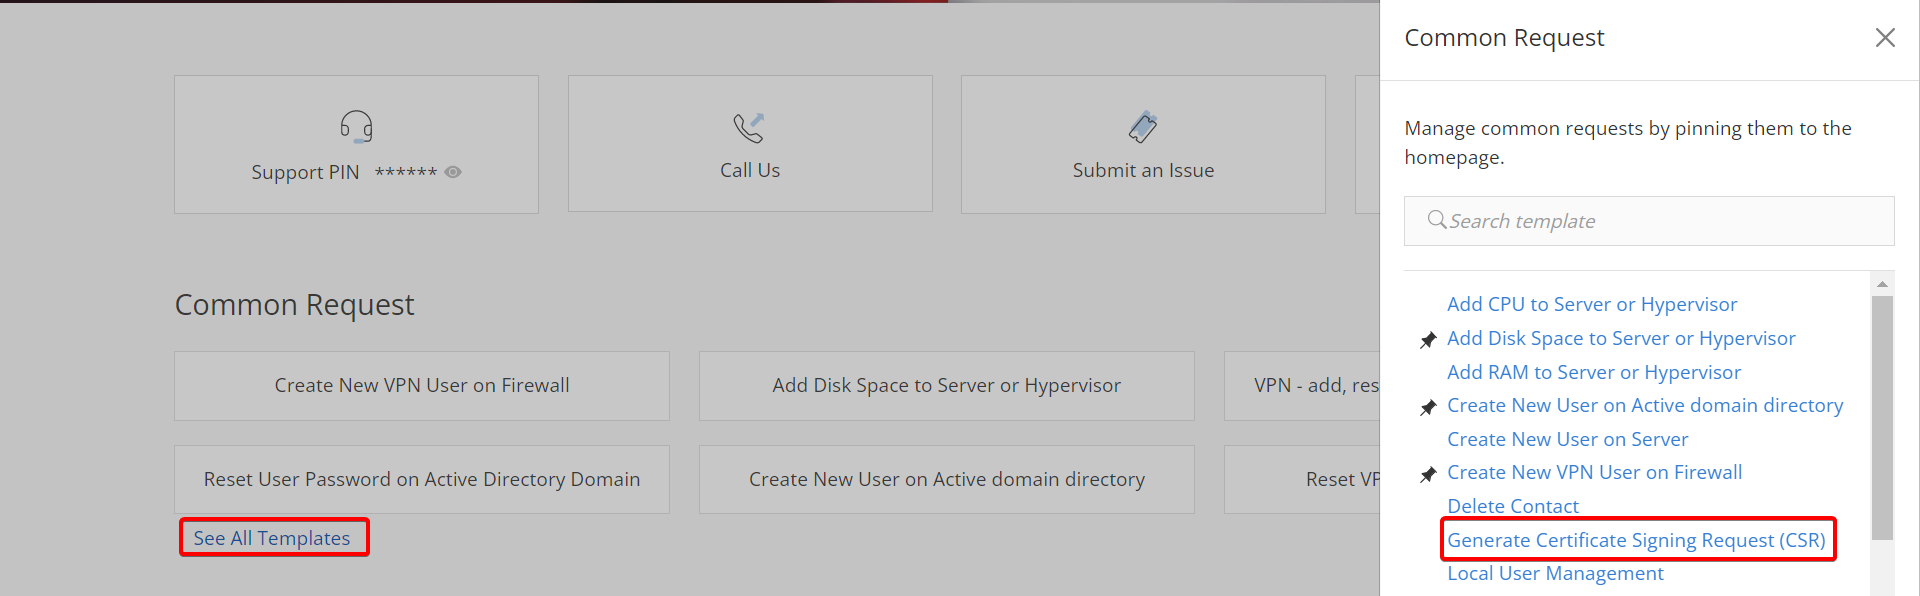 Support PIN ******
Call Us
Submit an Issue
Common Request
Create New VPN User on Firewall
Add Disk Space to Server or Hypervisor
VPN - add, res
Reset User Password on Active Directory Domain
Create New User on Active domain directory
Reset VP
See All Templates
Common Request
Manage common requests by pinning them to the
homepage.
Search template
Add CPU to Server or Hypervisor
Add Disk Space to Server or Hypervisor
Add RAM to Server or Hypervisor
Create New User on Active domain directory
Create New User on Server
Create New VPN User on Firewall
Delete Contact
Generate Certificate Signing Request (CSR)
Local User Management